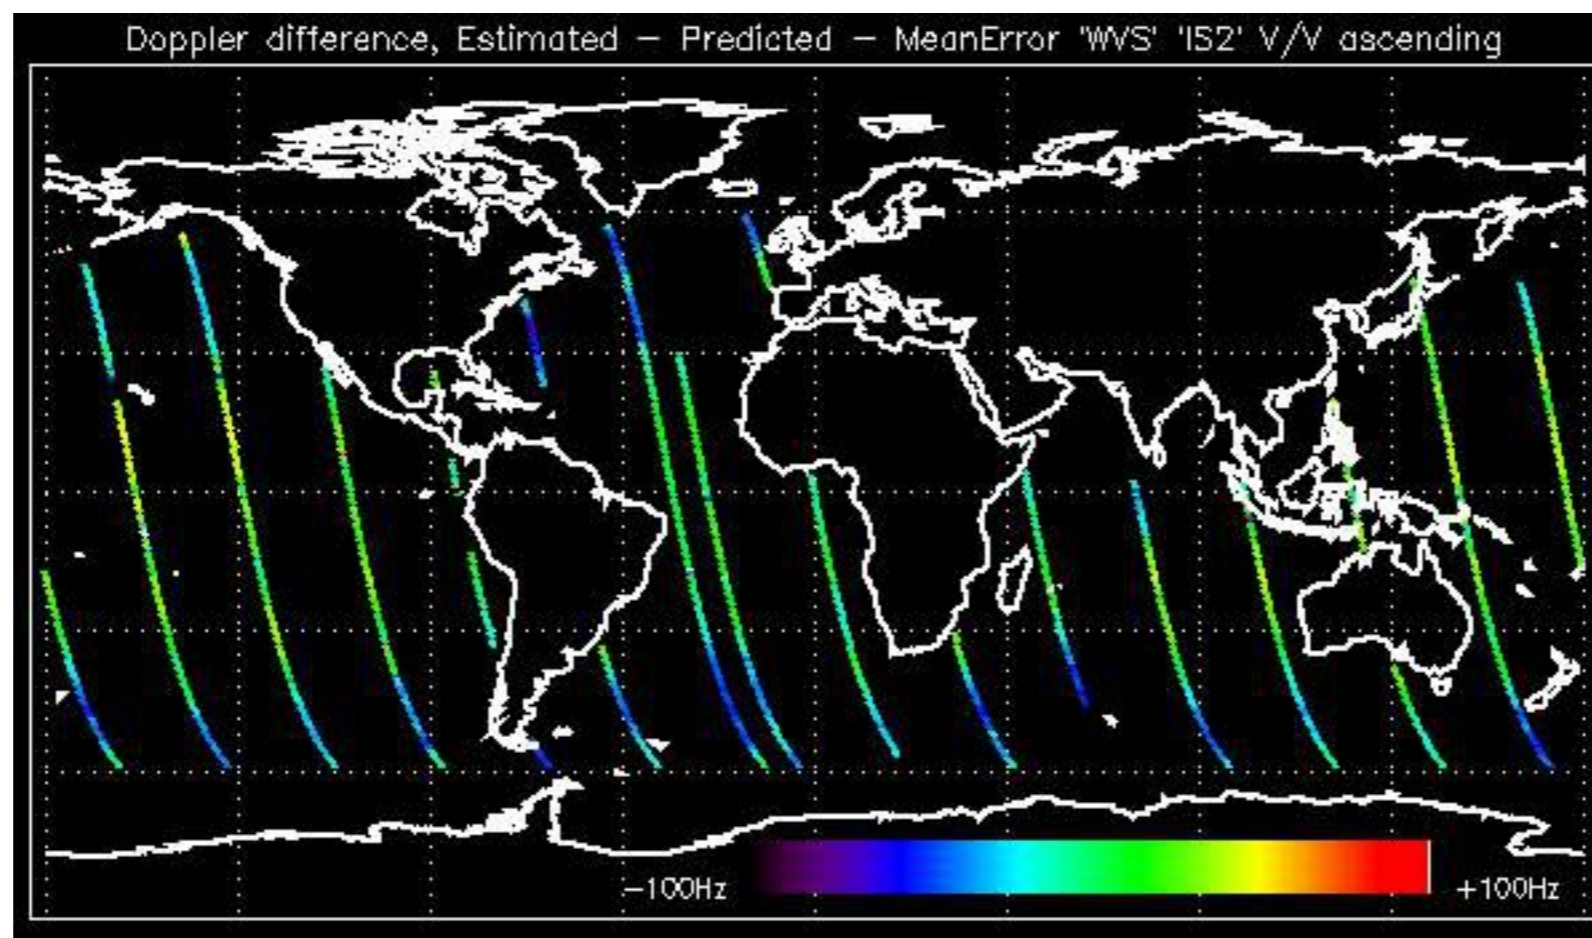 Doppler difference, Estimated – Predicted – MeanError 'WVS' 'IS2' V/V ascending
−100Hz
+100Hz